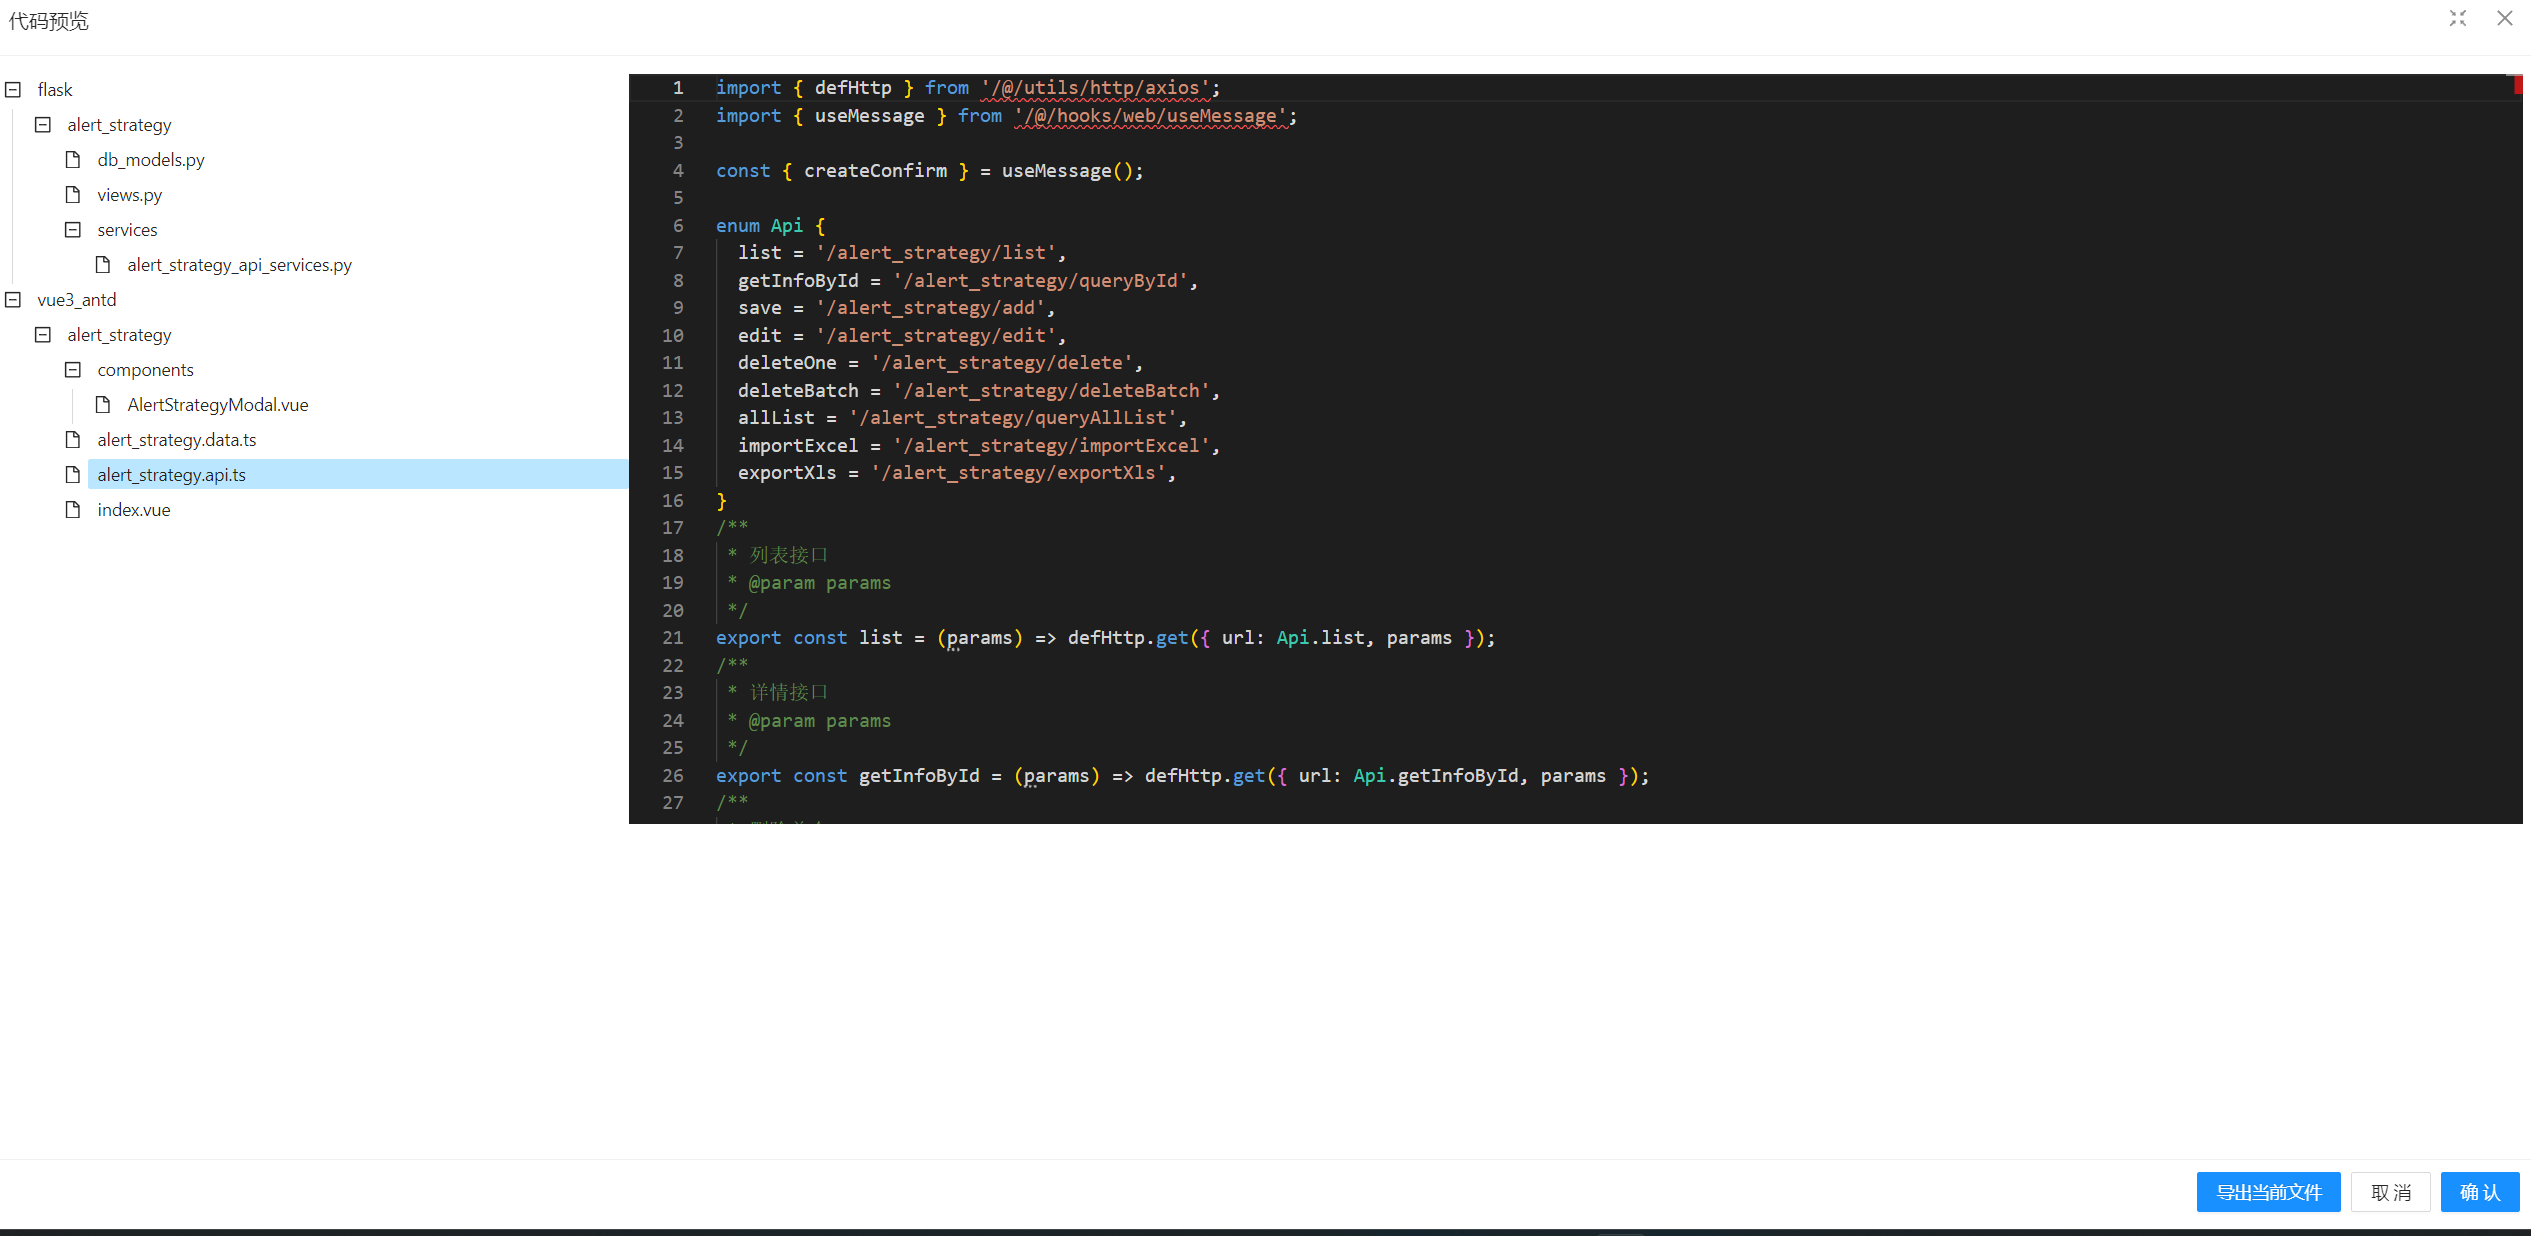 代码预览
flask
alert_strategy
db_models.py
views.py
services
alert_strategy_api_services.py
vue3_antd
alert_strategy
components
AlertStrategyModal.vue
alert_strategy.data.ts
alert_strategy.api.ts
index.vue
1 import { defHttp } from '/@/utils/http/axios';
2 import { useMessage } from '/@/hooks/web/useMessage';
3
4 const { createConfirm } = useMessage();
5
6 enum Api {
7 list = '/alert_strategy/list',
8 getInfoById = '/alert_strategy/queryById',
9 save = '/alert_strategy/add',
10 edit = '/alert_strategy/edit',
11 deleteOne = '/alert_strategy/delete',
12 deleteBatch = '/alert_strategy/deleteBatch',
13 allList = '/alert_strategy/queryAllList',
14 importExcel = '/alert_strategy/importExcel',
15 exportXls = '/alert_strategy/exportXls',
16 }
17 /**
18 * 列表接口
19 * @param params
20 */
21 export const list = (params) => defHttp.get({ url: Api.list, params });
22 /**
23 * 详情接口
24 * @param params
25 */
26 export const getInfoById = (params) => defHttp.get({ url: Api.getInfoById, params });
27 /**
导出当前文件 取 消 确 认